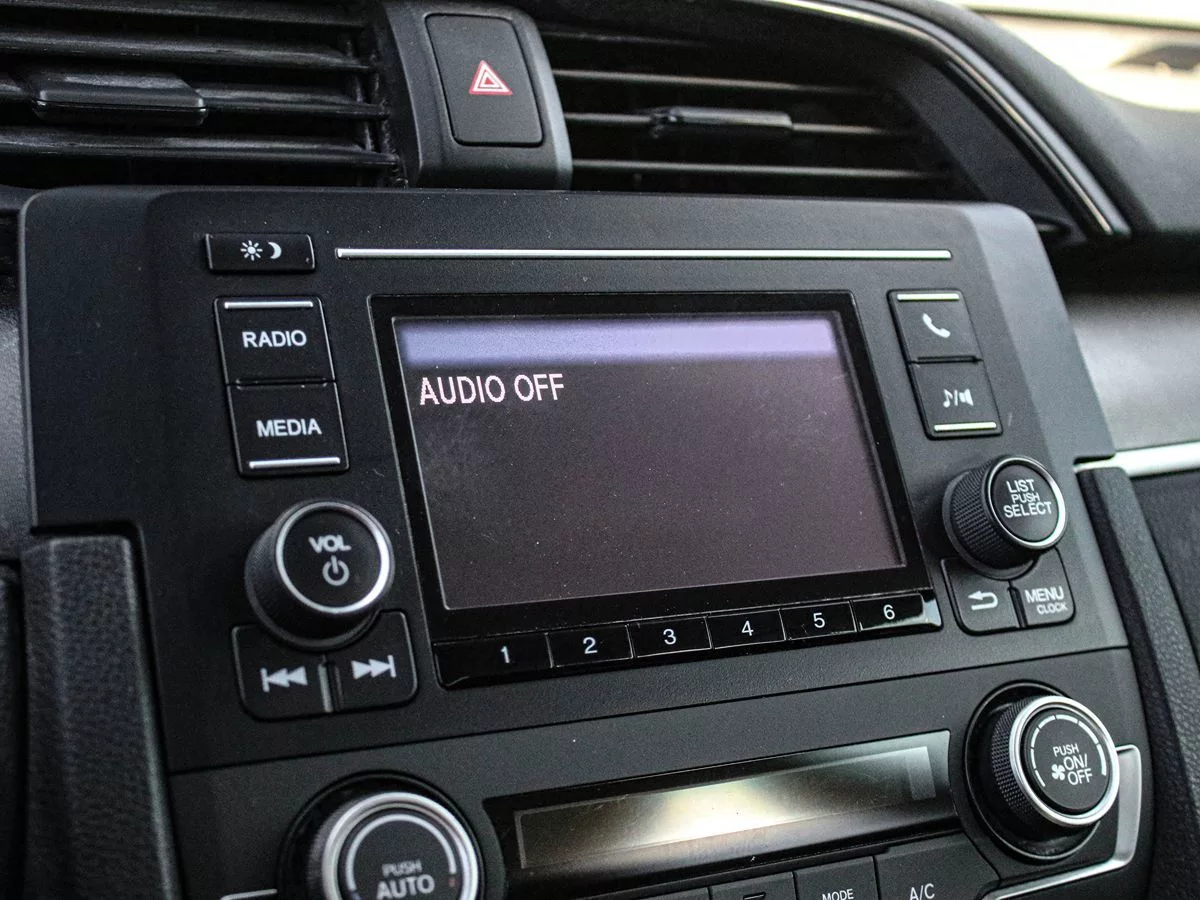 RADIO
MEDIA
AUDIO OFF
VOL
LIST
PUSH
SELECT
MENU
CLOCK
1 2 3 4 5 6
PUSH
ON/
OFF
PUSH
AUTO
MODE
A/C